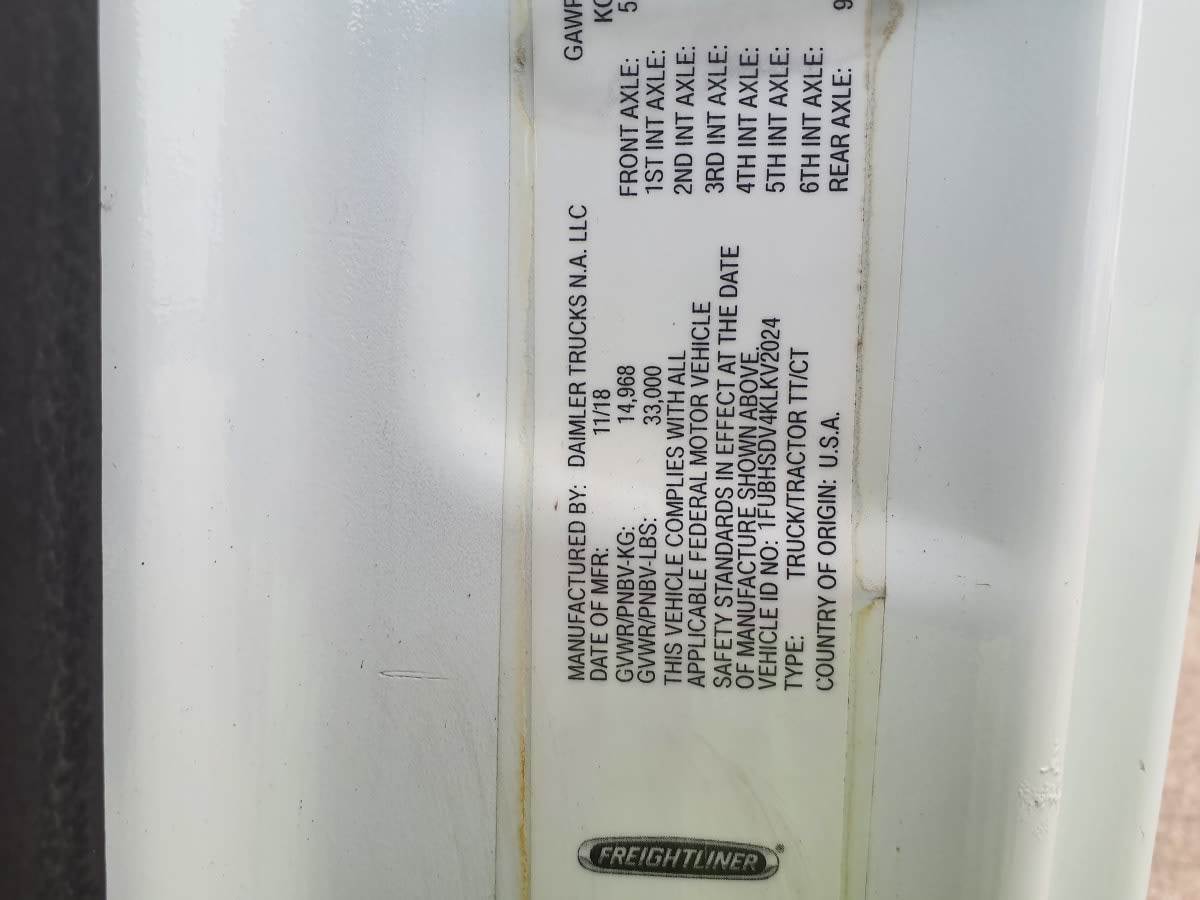 MANUFACTURED BY: DAIMLER TRUCKS N.A. LLC
DATE OF MFR: 11/18
GVWR/PNBV-KG: 14,968
GVWR/PNBV-LBS: 33,000
THIS VEHICLE COMPLIES WITH ALL
APPLICABLE FEDERAL MOTOR VEHICLE
SAFETY STANDARDS IN EFFECT AT THE DATE
OF MANUFACTURE SHOWN ABOVE.
VEHICLE ID NO: 1FUBHSDV4KLKV2024
TYPE: TRUCK/TRACTOR TT/CT
COUNTRY OF ORIGIN: U.S.A.
FREIGHTLINER®
FRONT AXLE: 5
1ST INT AXLE:
2ND INT AXLE:
3RD INT AXLE:
4TH INT AXLE:
5TH INT AXLE:
6TH INT AXLE:
REAR AXLE: 9